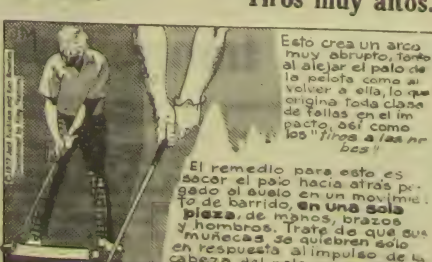 Tiros muy altos.
Esto crea un arco
muy abrupto, tanto
al alejar el palo de
la pelota como al
volver a ella, lo que
origina toda clase
de fallas en el im
pacto, así como
los "tiros a las nu
bes"
El remedio para esto es
sacar el palo hacia atrás pe
gado al suelo en un movimie
to de barrido, en una sola
pieza, de manos, brazos
y hombros. Trate de que sus
muñecas se quiebren sólo
en respuesta al impulso de la
cabeza del palo